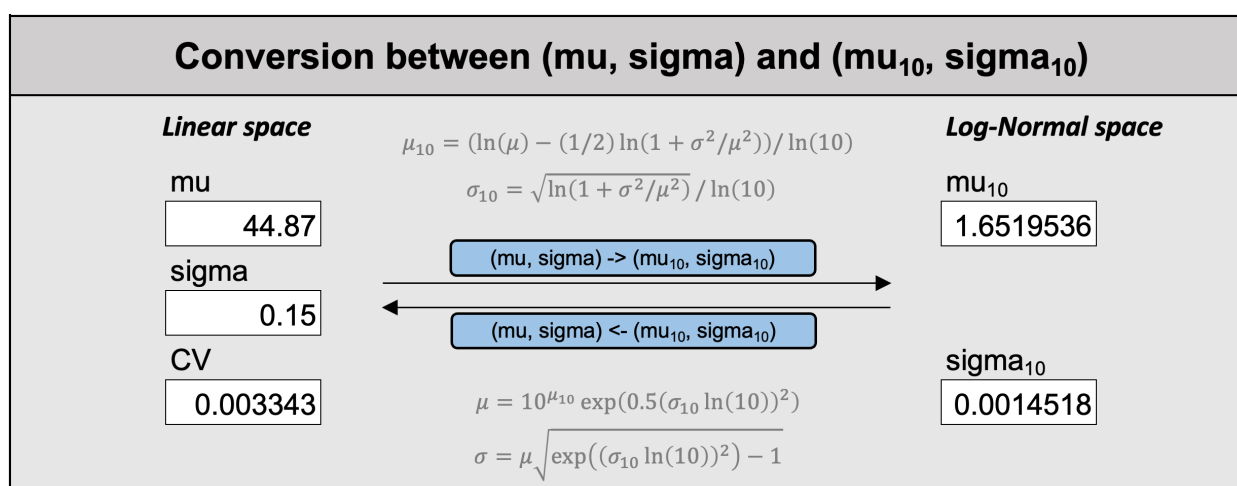 Conversion between (mu, sigma) and (mu₁₀, sigma₁₀)
Linear space
Log-Normal space
μ₁₀ = (ln(μ) − (1/2) ln(1 + σ²/μ²))/ ln(10)
σ₁₀ = √ln(1 + σ²/μ²) / ln(10)
mu
mu₁₀
44.87
1.6519536
(mu, sigma) -> (mu₁₀, sigma₁₀)
sigma
0.15
(mu, sigma) <- (mu₁₀, sigma₁₀)
CV
sigma₁₀
0.003343
0.0014518
μ = 10^μ₁₀ exp(0.5(σ₁₀ ln(10))²)
σ = μ√exp((σ₁₀ ln(10))²) − 1